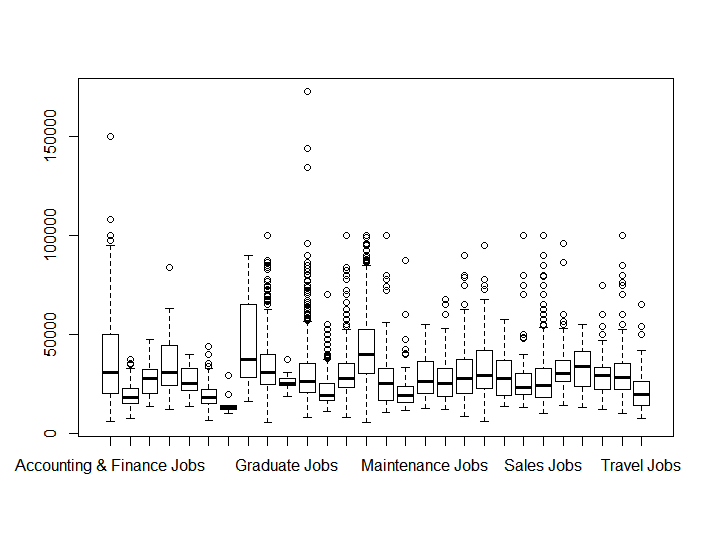 150000
100000
50000
0
Accounting & Finance Jobs
Graduate Jobs
Maintenance Jobs
Sales Jobs
Travel Jobs